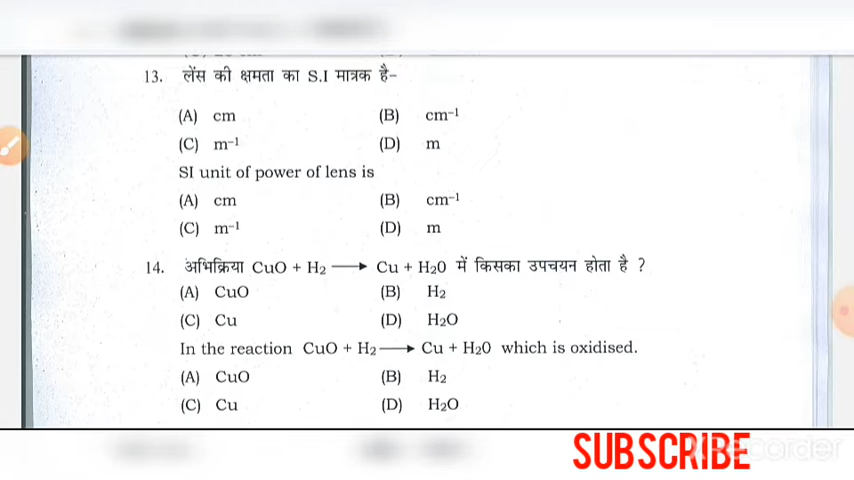 13. लेंस की क्षमता का S.I मात्रक है-
(A) cm (B) cm⁻¹
(C) m⁻¹ (D) m
SI unit of power of lens is
(A) cm (B) cm⁻¹
(C) m⁻¹ (D) m
14. अभिक्रिया CuO + H₂ ⟶ Cu + H₂0 में किसका उपचयन होता है ?
(A) CuO (B) H₂
(C) Cu (D) H₂O
In the reaction CuO + H₂ ⟶ Cu + H₂0 which is oxidised.
(A) CuO (B) H₂
(C) Cu (D) H₂O
SUBSCRIBE